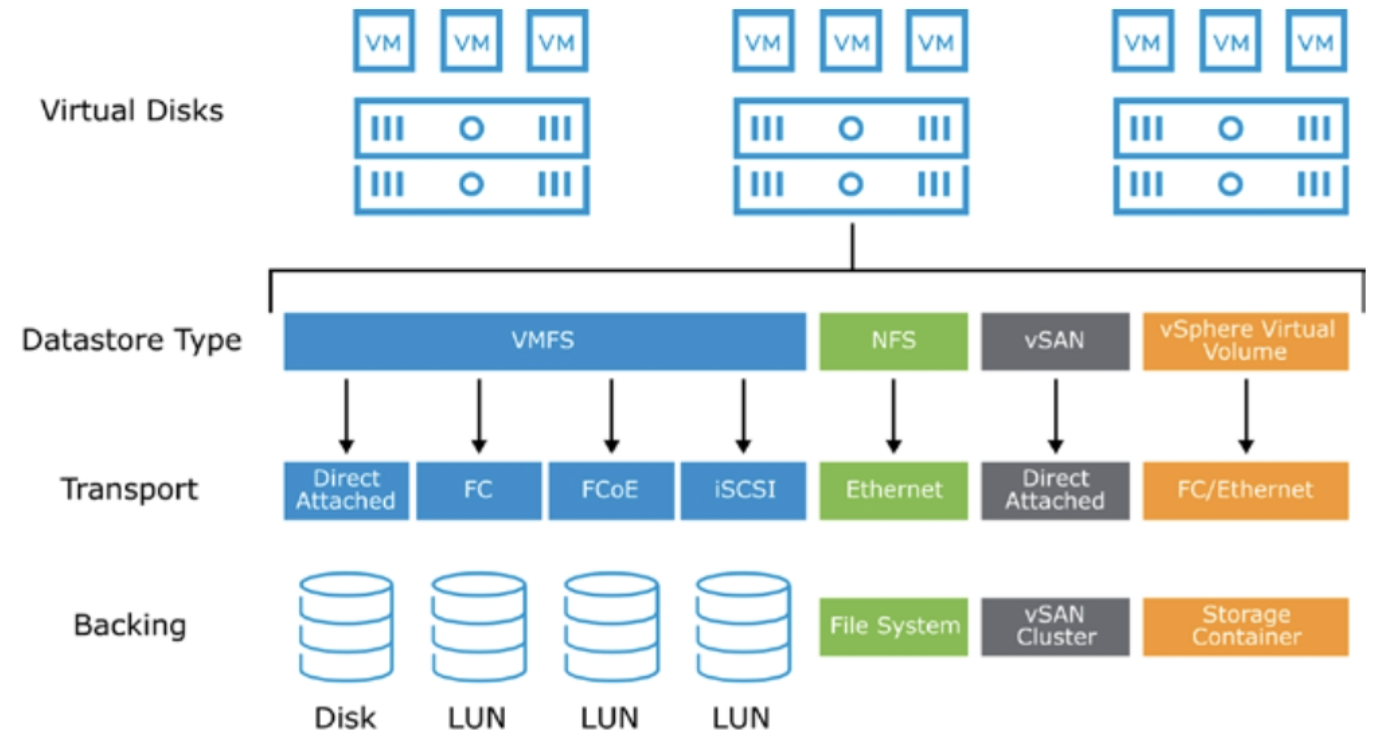 VM VM VM VM VM VM VM VM VM
Virtual Disks
Datastore Type VMFS NFS vSAN vSphere Virtual
Volume
Transport Direct
Attached FC FCoE iSCSI Ethernet Direct
Attached FC/Ethernet
Backing File System vSAN
Cluster Storage
Container
Disk LUN LUN LUN